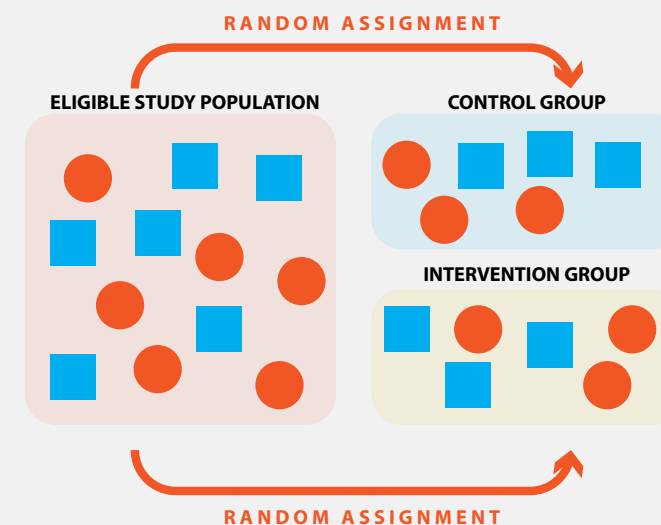 RANDOM ASSIGNMENT
ELIGIBLE STUDY POPULATION
CONTROL GROUP
INTERVENTION GROUP
RANDOM ASSIGNMENT